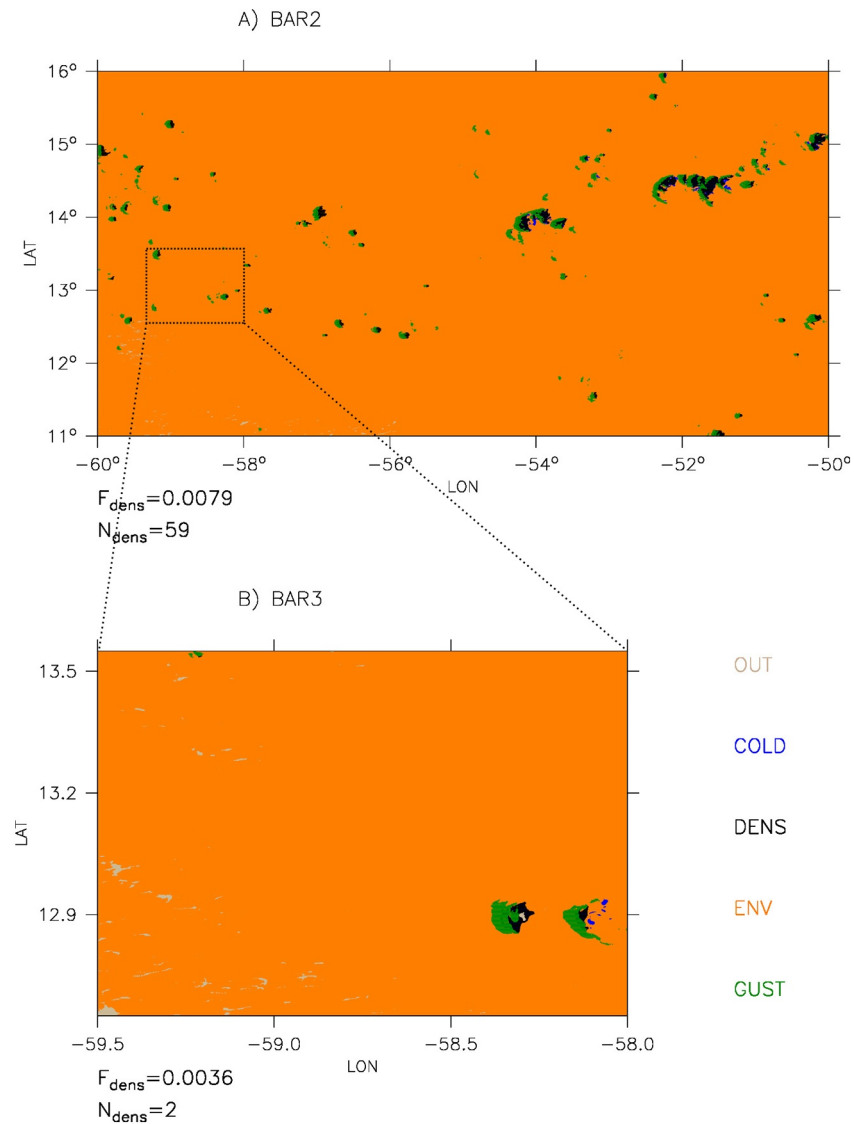 A) BAR2
16°
15°
14°
13°
12°
11°
LAT
−60° −58° −56° −54° −52° −50°
LON
F_dens=0.0079
N_dens=59
B) BAR3
13.5
13.2
12.9
LAT
−59.5 −59.0 −58.5 −58.0
LON
F_dens=0.0036
N_dens=2
OUT
COLD
DENS
ENV
GUST